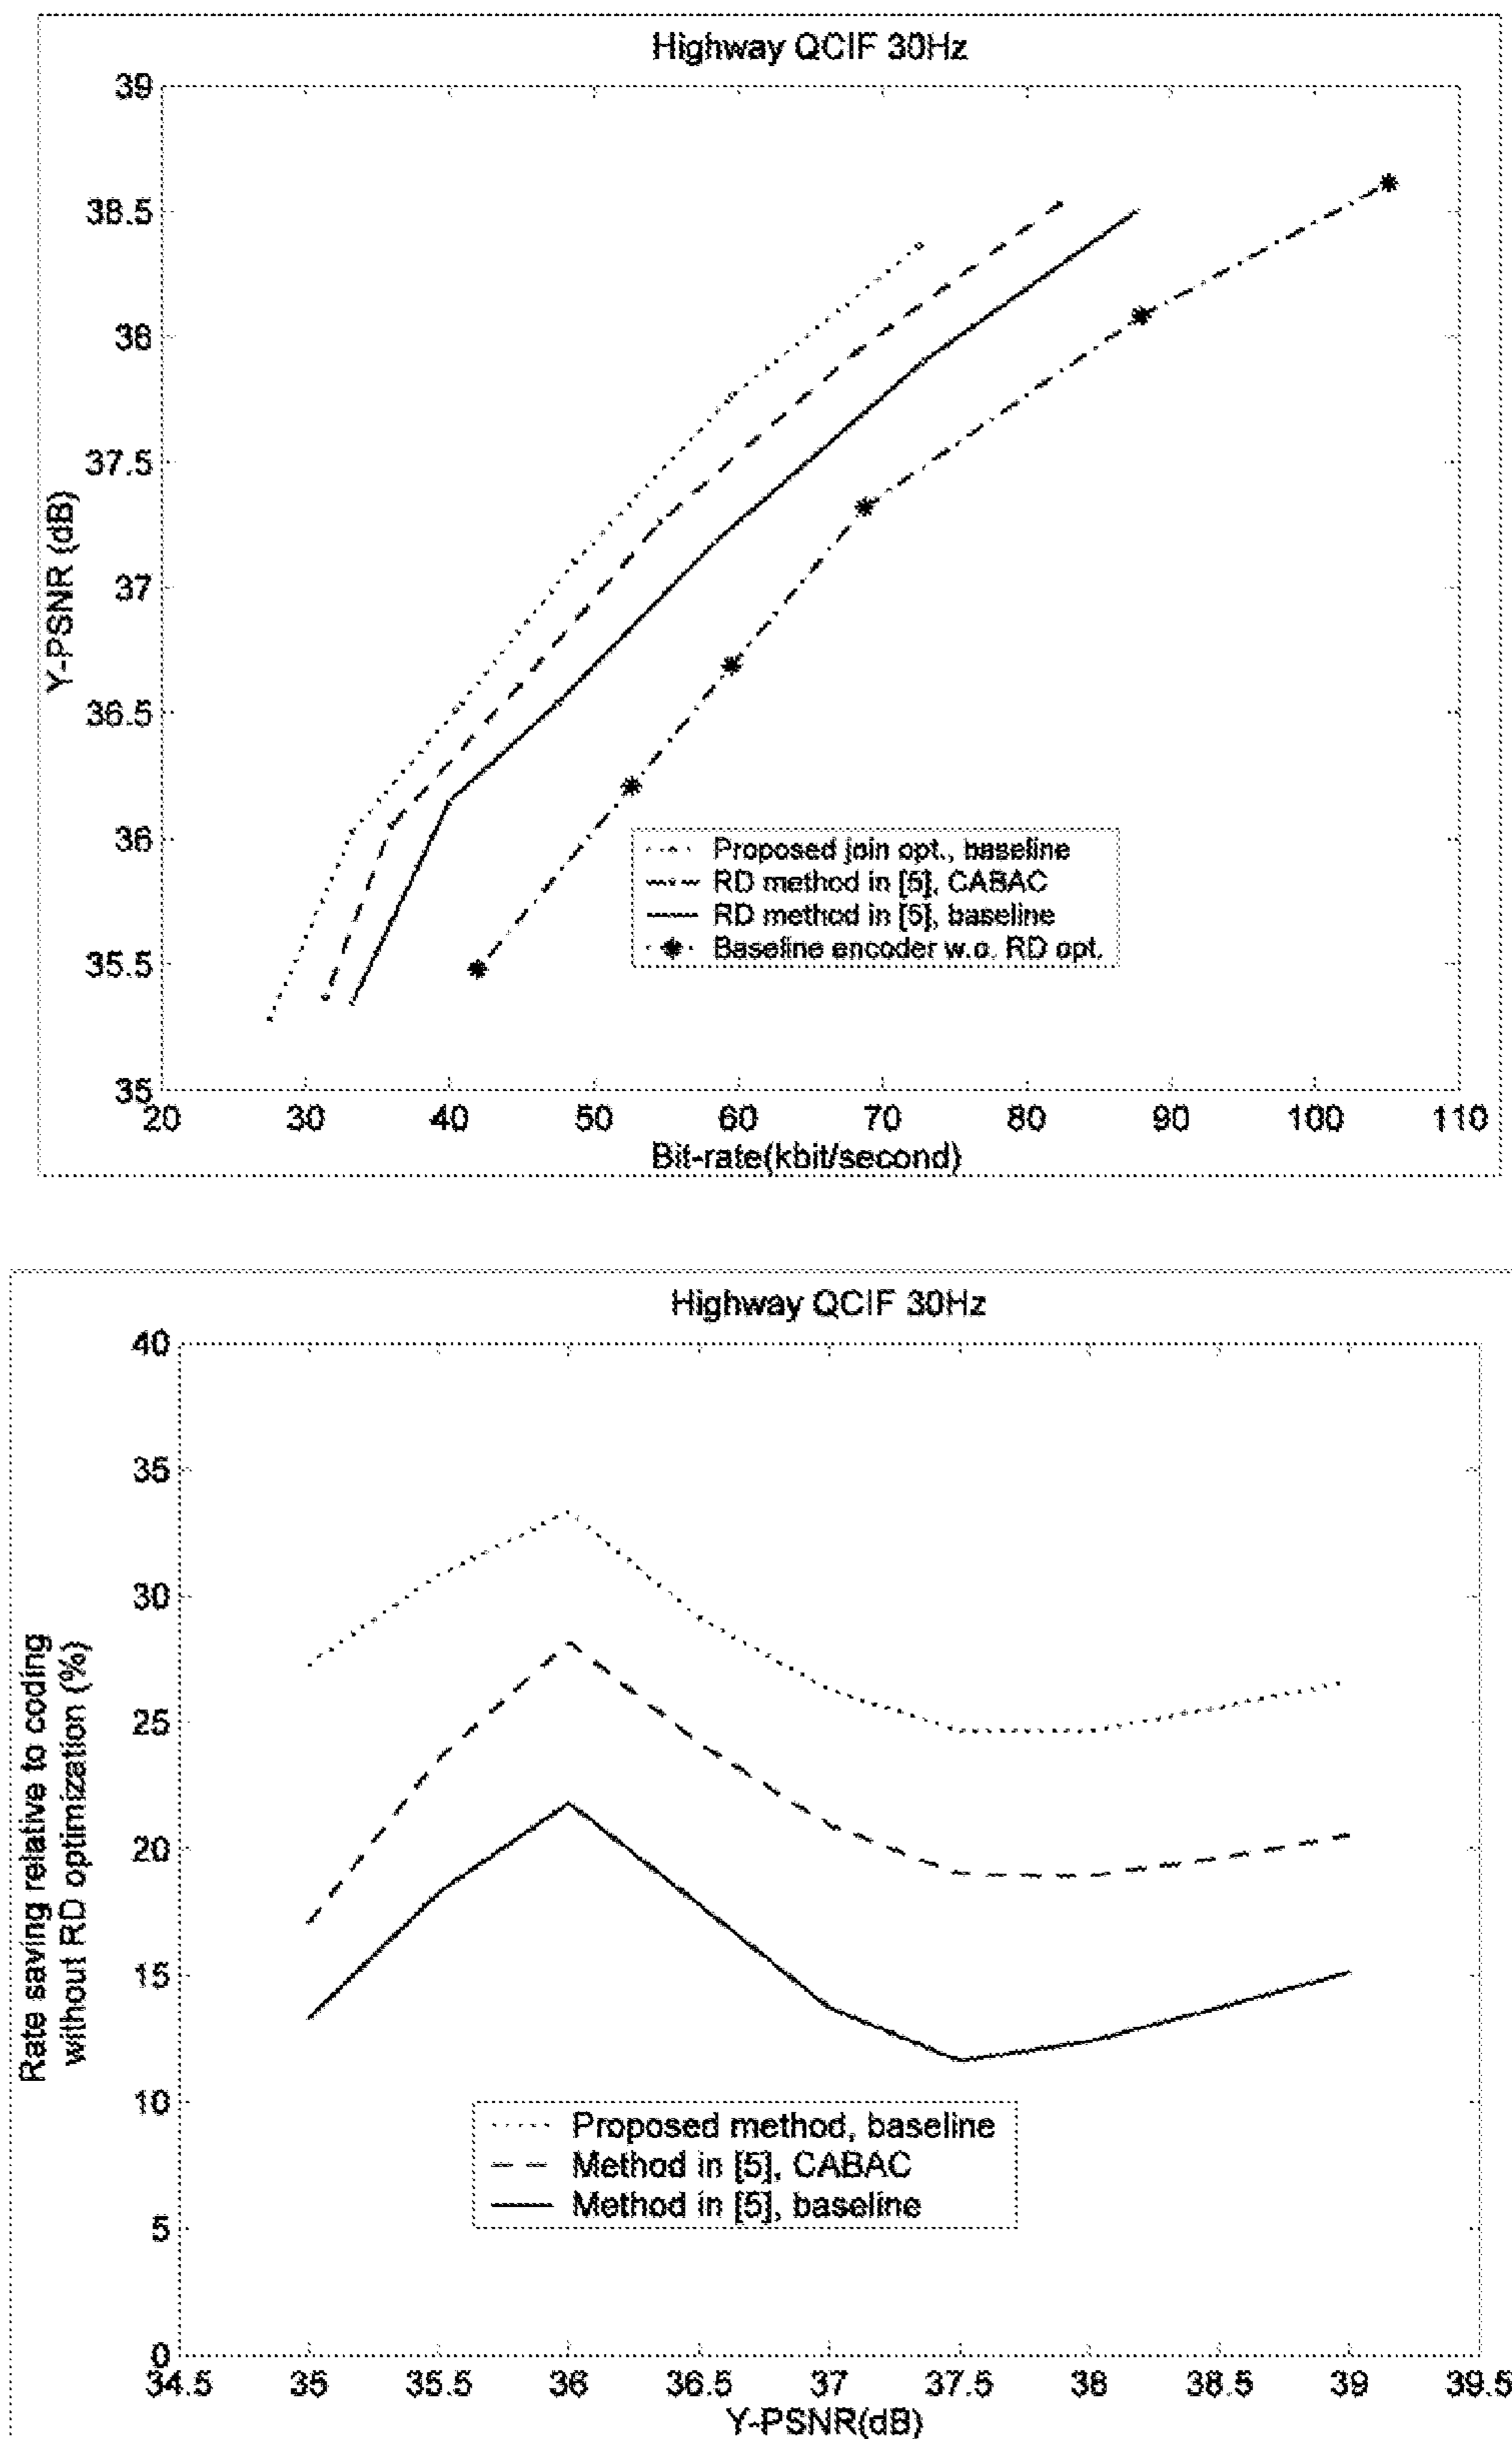 Highway QCIF 30Hz
39
38.5
38
37.5
37
36.5
36
35.5
35
Y-PSNR (dB)
Proposed join opt., baseline
RD method in [5], CABAC
RD method in [5], baseline
Baseline encoder w.o. RD opt.
20 30 40 50 60 70 80 90 100 110
Bit-rate(kbit/second)
Highway QCIF 30Hz
40
35
30
25
20
15
10
5
0
Rate saving relative to coding
without RD optimization (%)
Proposed method, baseline
Method in [5], CABAC
Method in [5], baseline
34.5 35 35.5 36 36.5 37 37.5 38 38.5 39 39.5
Y-PSNR(dB)